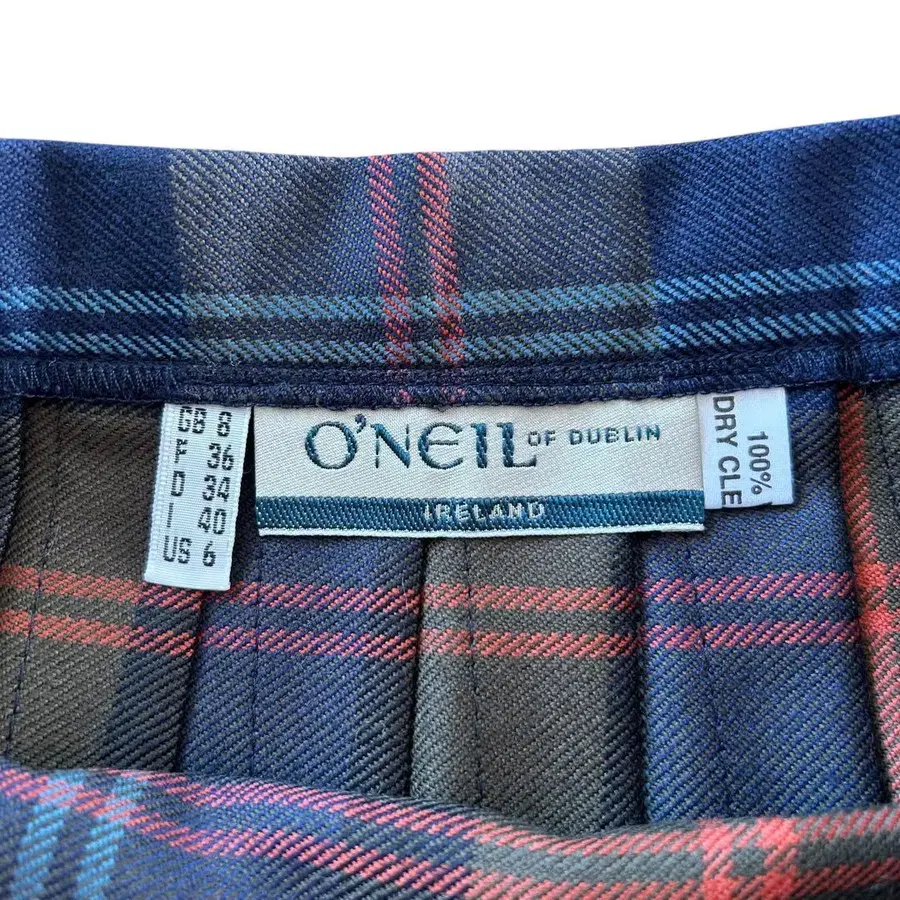 GB 8
F 36
D 34
I 40
US 6
O'NEIL OF DUBLIN
IRELAND
100%
DRY CLE